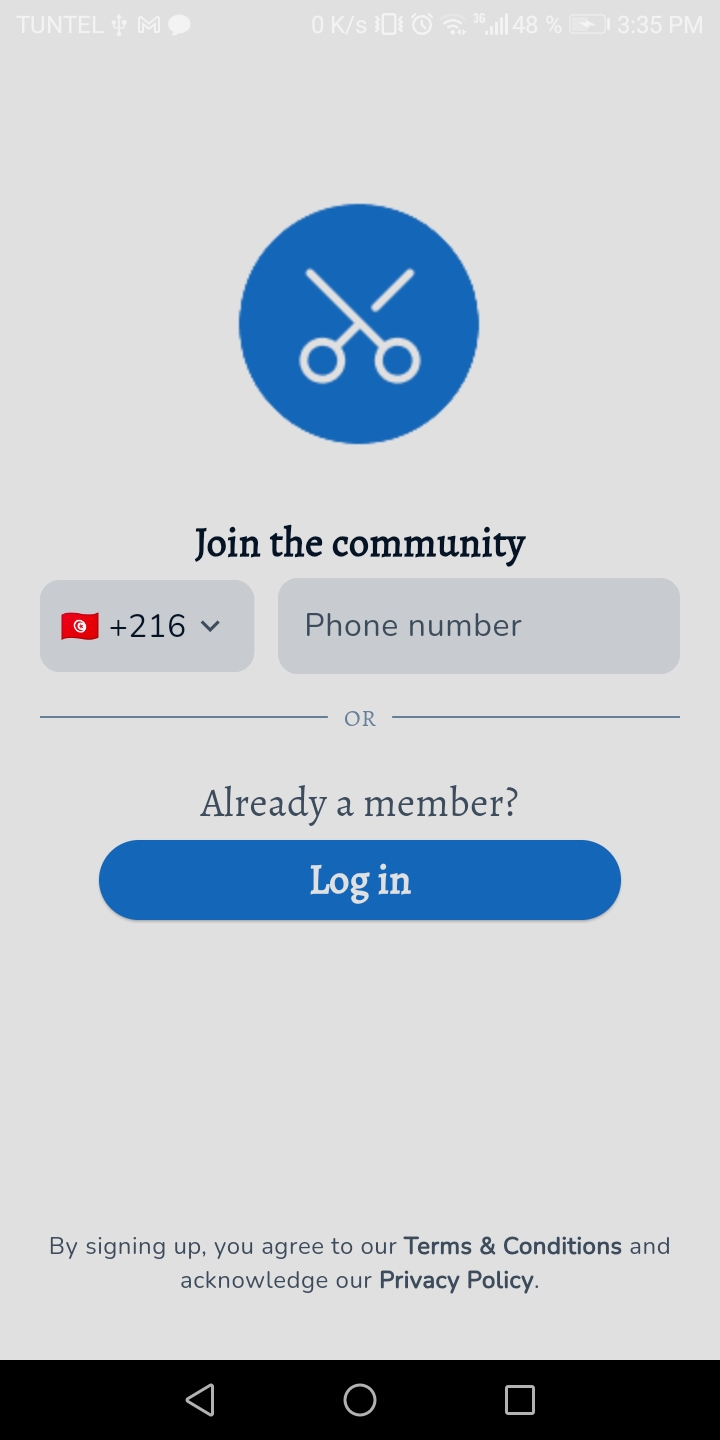 TUNTEL 0 K/s 3G 48 % 3:35 PM
Join the community
+216 Phone number
OR
Already a member?
Log in
By signing up, you agree to our Terms & Conditions and
acknowledge our Privacy Policy.